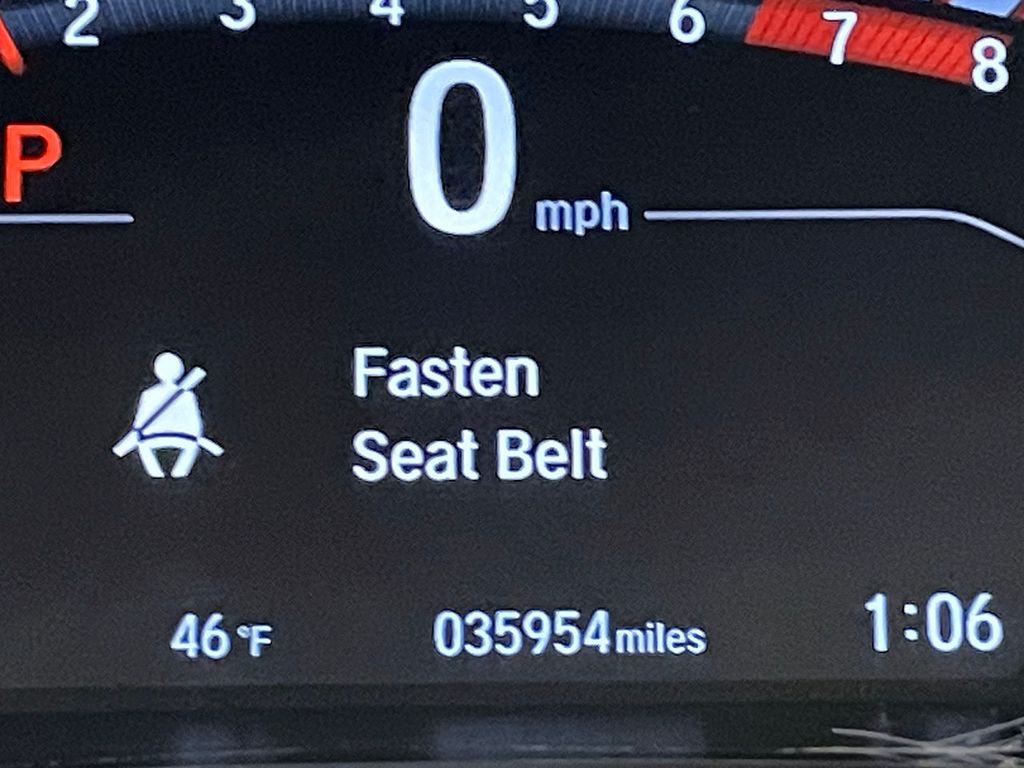 2 3 4 5 6 7 8
P
0 mph
Fasten
Seat Belt
46 °F 035954 miles 1:06